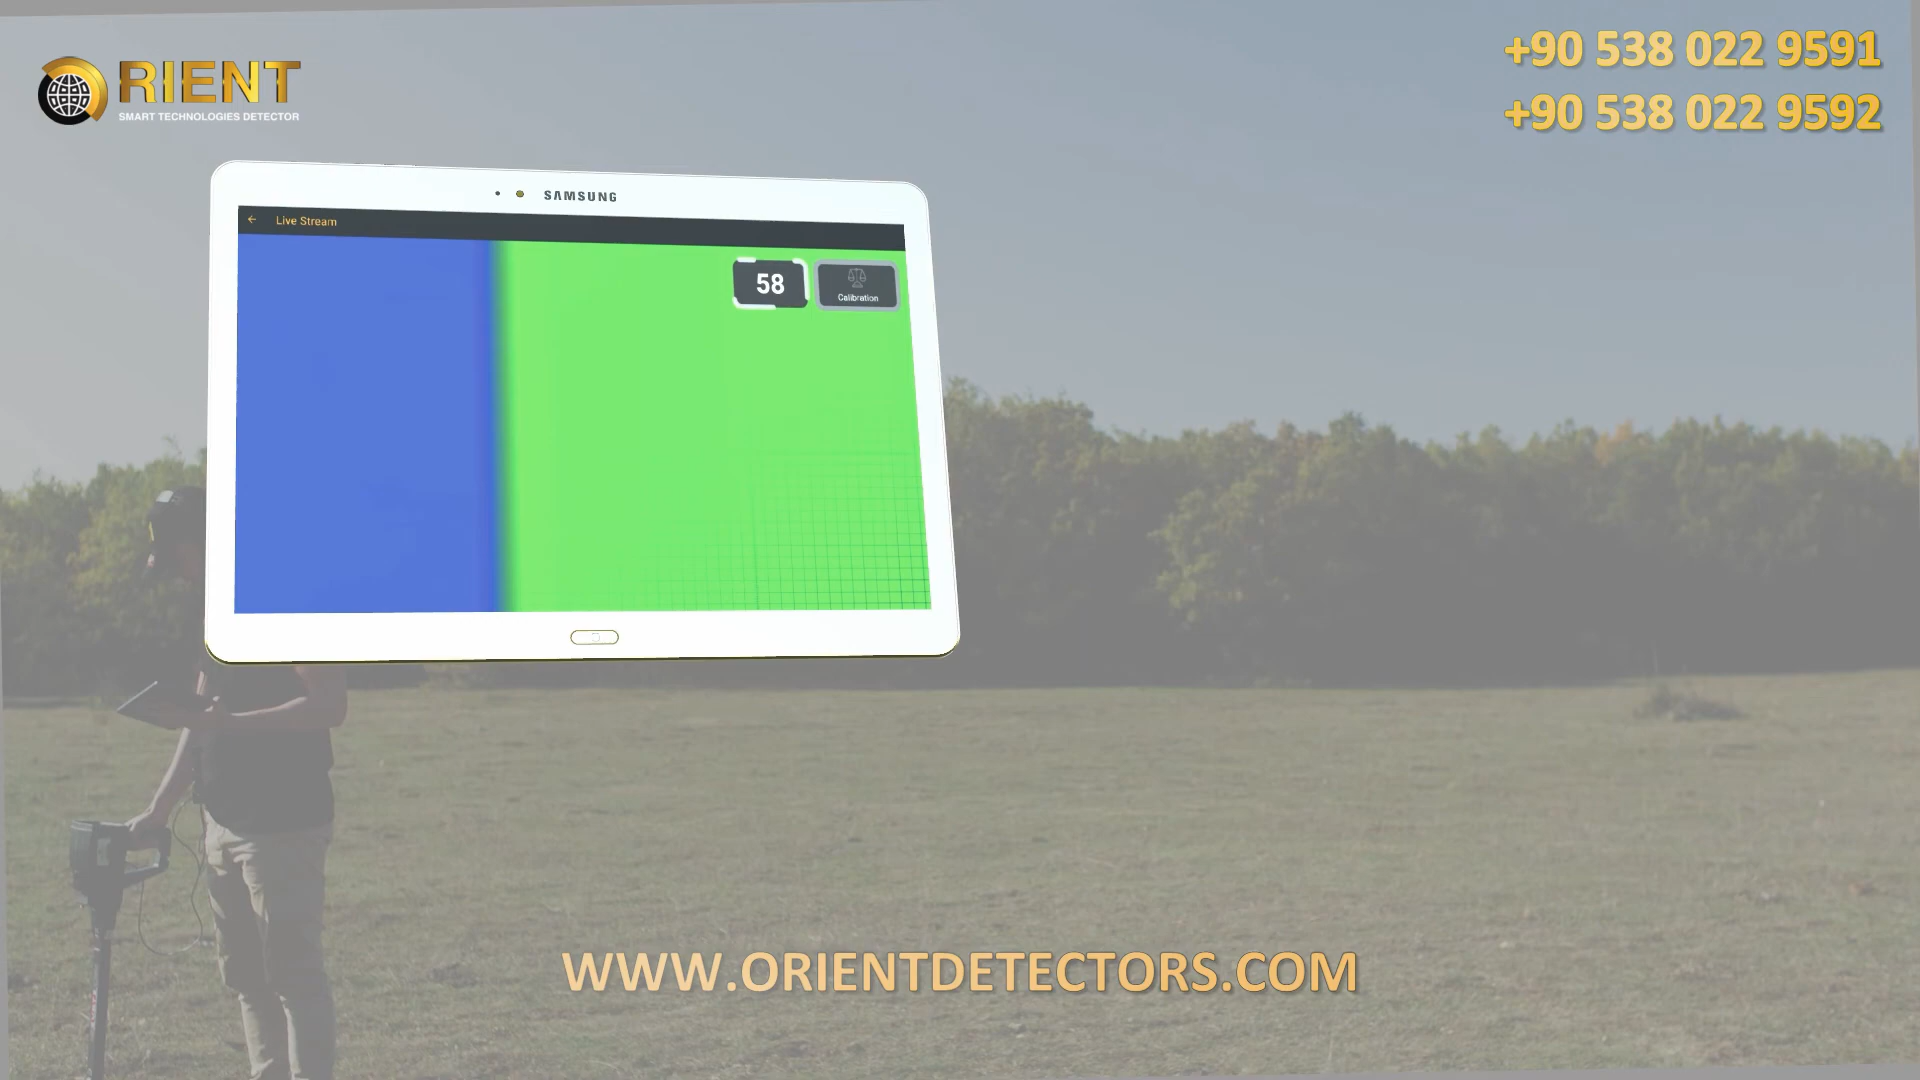 RIENT
SMART TECHNOLOGIES DETECTOR
+90 538 022 9591
+90 538 022 9592
SAMSUNG
Live Stream
58
Calibration
WWW.ORIENTDETECTORS.COM